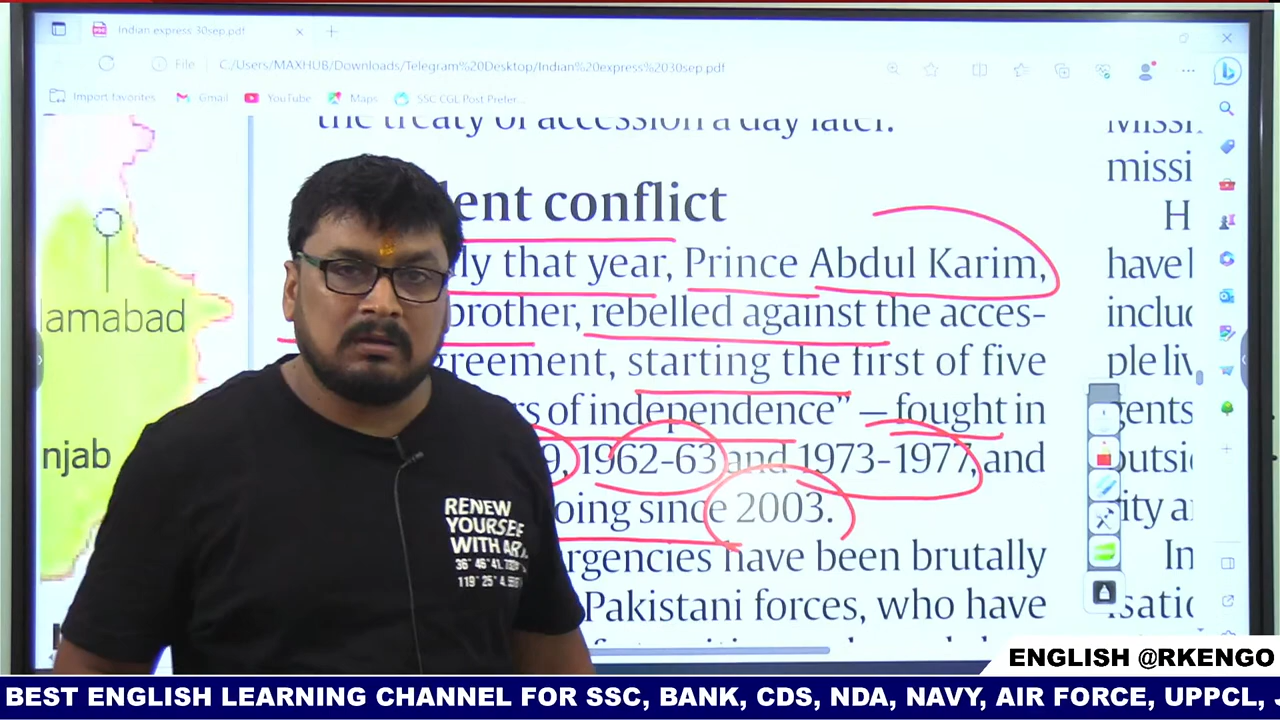 Indian express 30sep.pdf
File
C:/Users/MAXHUB/Downloads/Telegram%20Desktop/Indian%20express%2030sep.pdf
Import favorites
Gmail
YouTube
Maps
SSC CGL Post Prefer...
the treaty of accession a day later.
ent conflict
ly that year, Prince Abdul Karim,
brother, rebelled against the acces-
greement, starting the first of five
rs of independence” — fought in
9, 1962-63 and 1973-1977, and
oing since 2003.
rgencies have been brutally
Pakistani forces, who have
amabad
njab
missi
H
have
includ
ple liv
gents
outsi
ity a
In
isatio
RENEW
YOURSELF
WITH
ENGLISH @RKENGO
BEST ENGLISH LEARNING CHANNEL FOR SSC, BANK, CDS, NDA, NAVY, AIR FORCE, UPPCL,